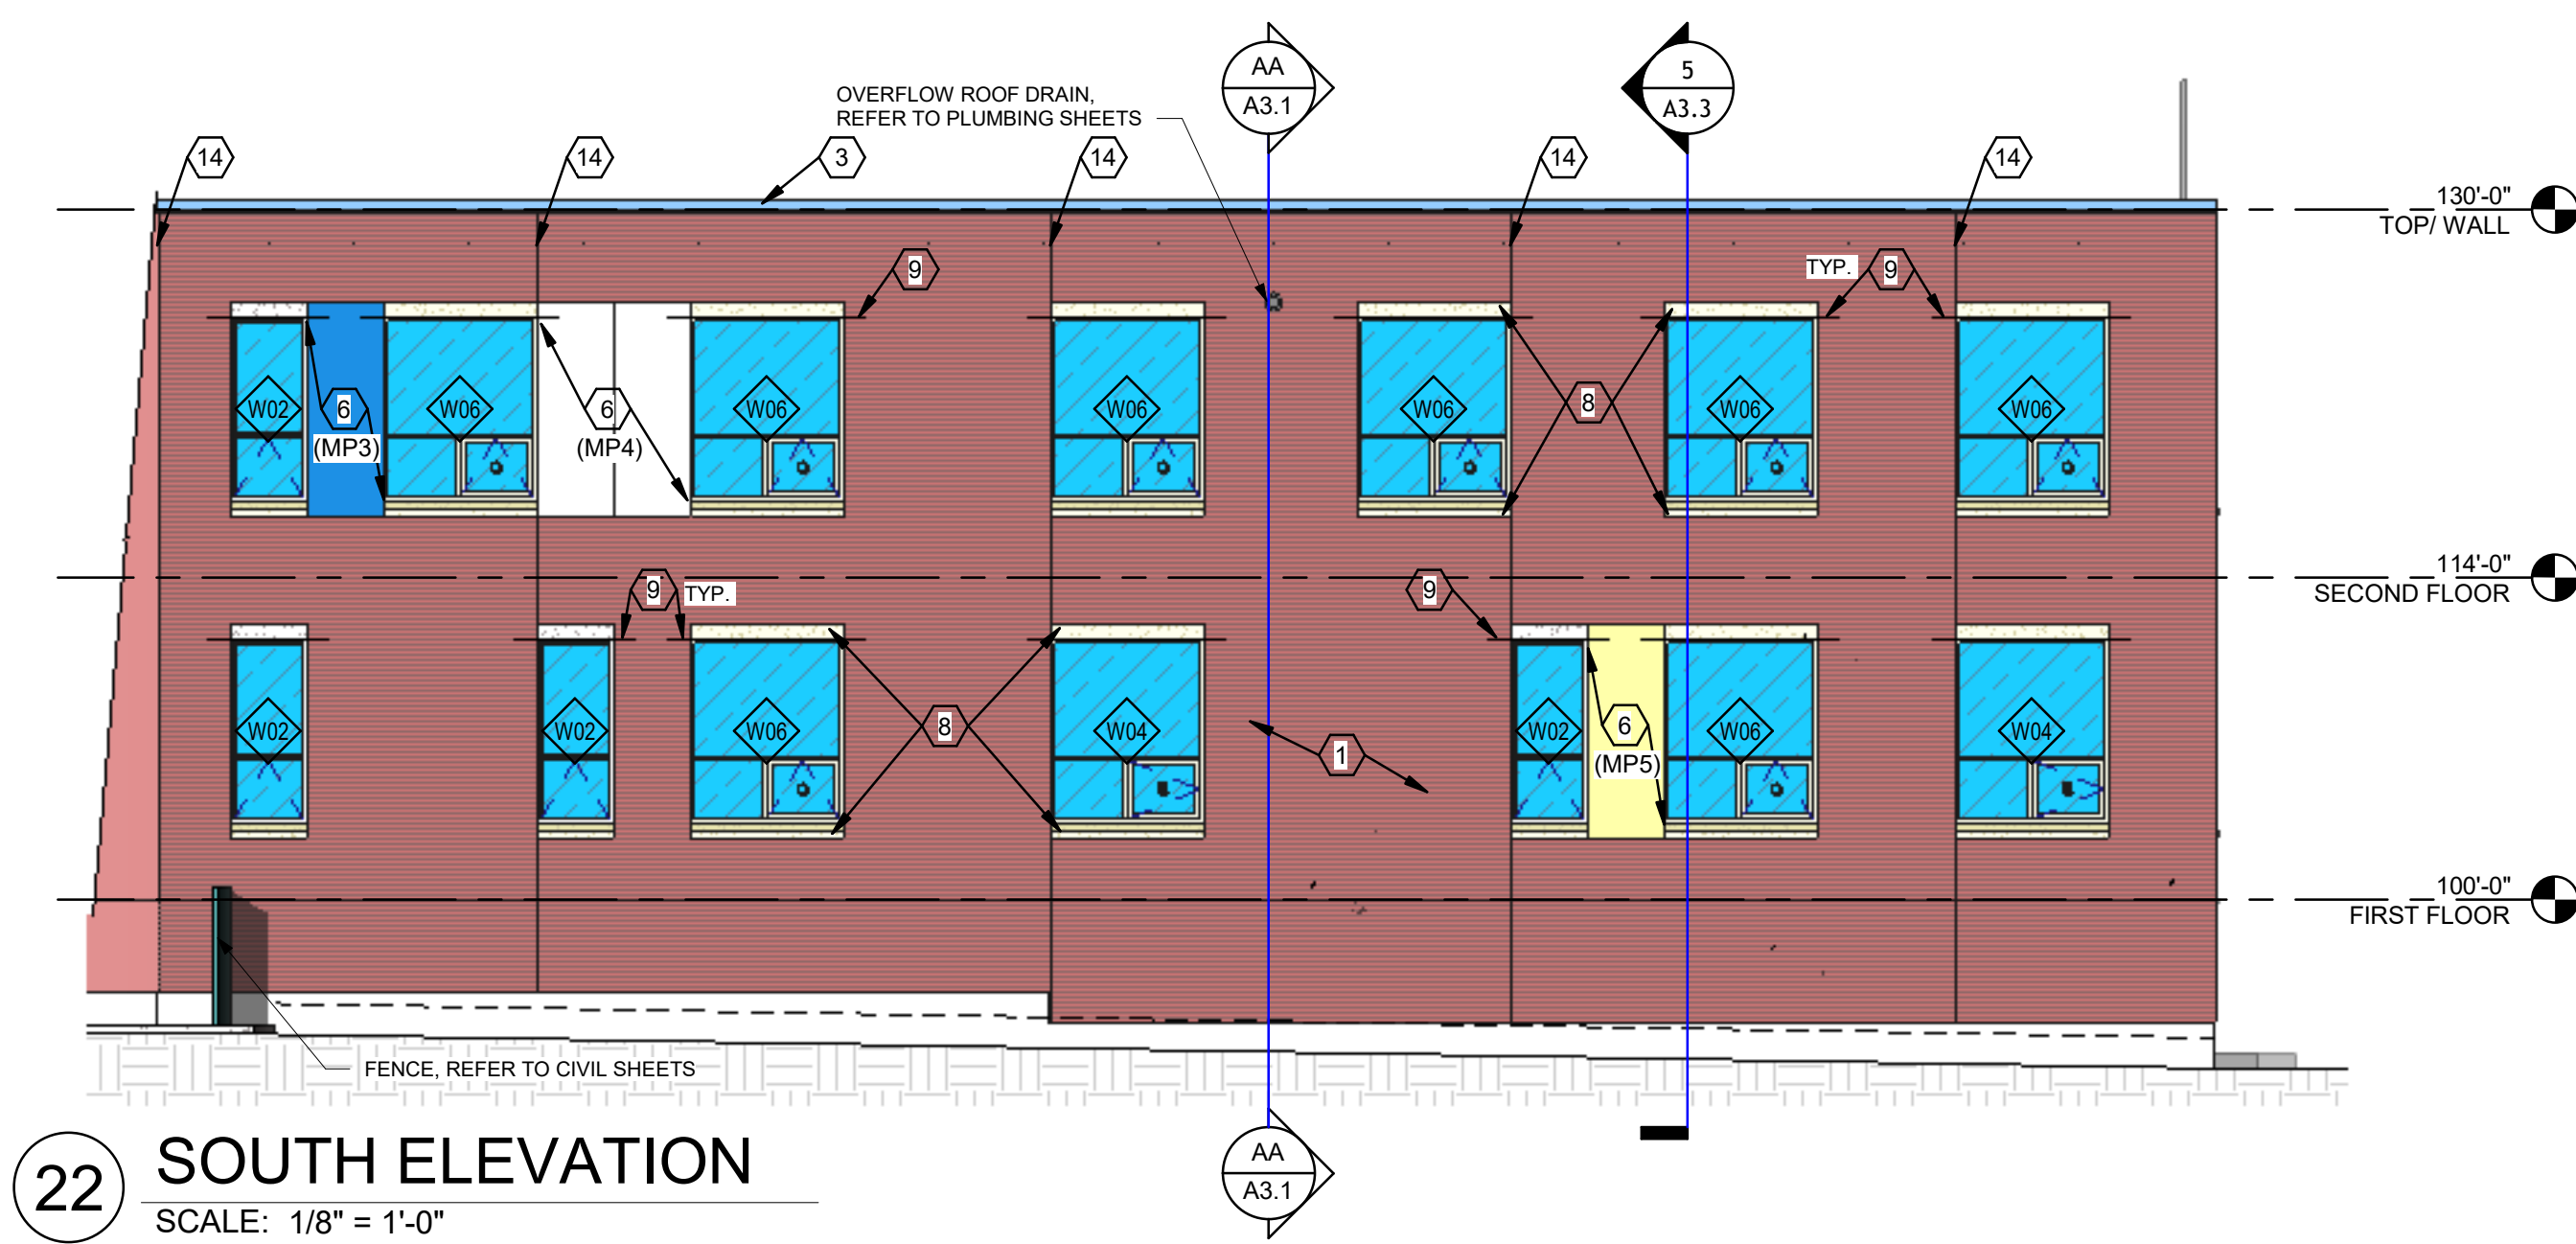 AA
A3.1
5
A3.3
OVERFLOW ROOF DRAIN,
REFER TO PLUMBING SHEETS
14
14
3
14
14
14
130'-0"
TOP/ WALL
9
TYP.
9
W02
6
(MP3)
W06
6
(MP4)
W06
W06
W06
8
W06
W06
114'-0"
SECOND FLOOR
9
TYP.
9
W02
W02
W06
8
W04
1
W02
6
(MP5)
W06
W04
100'-0"
FIRST FLOOR
FENCE, REFER TO CIVIL SHEETS
AA
A3.1
22
SOUTH ELEVATION
SCALE: 1/8" = 1'-0"